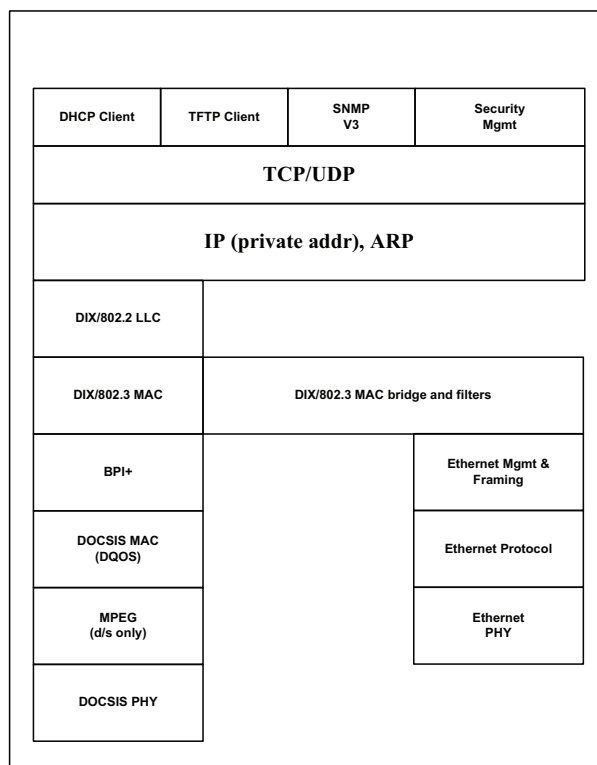 DHCP Client
TFTP Client
SNMP
V3
Security
Mgmt
TCP/UDP
IP (private addr), ARP
DIX/802.2 LLC
DIX/802.3 MAC
DIX/802.3 MAC bridge and filters
BPI+
Ethernet Mgmt &
Framing
DOCSIS MAC
(DQOS)
Ethernet Protocol
MPEG
(d/s only)
Ethernet
PHY
DOCSIS PHY